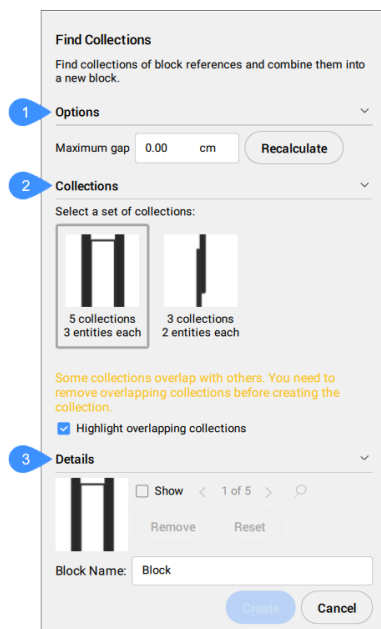 Find Collections
Find collections of block references and combine them into
a new block.
1
Options
Maximum gap 0.00 cm Recalculate
2
Collections
Select a set of collections:
5 collections
3 entities each
3 collections
2 entities each
Some collections overlap with others. You need to
remove overlapping collections before creating the
collection.
Highlight overlapping collections
3
Details
Show < 1 of 5 >
Remove Reset
Block Name: Block
Create Cancel